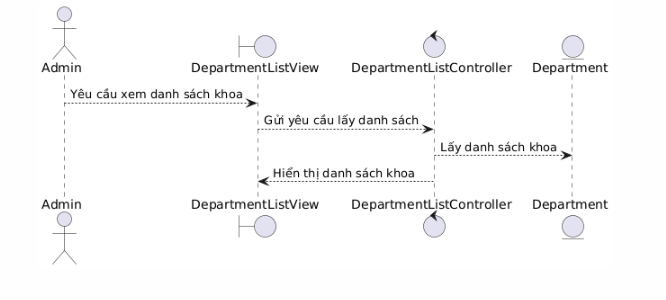 Admin
DepartmentListView
DepartmentListController
Department
Yêu cầu xem danh sách khoa
Gửi yêu cầu lấy danh sách
Lấy danh sách khoa
Hiển thị danh sách khoa
Admin
DepartmentListView
DepartmentListController
Department